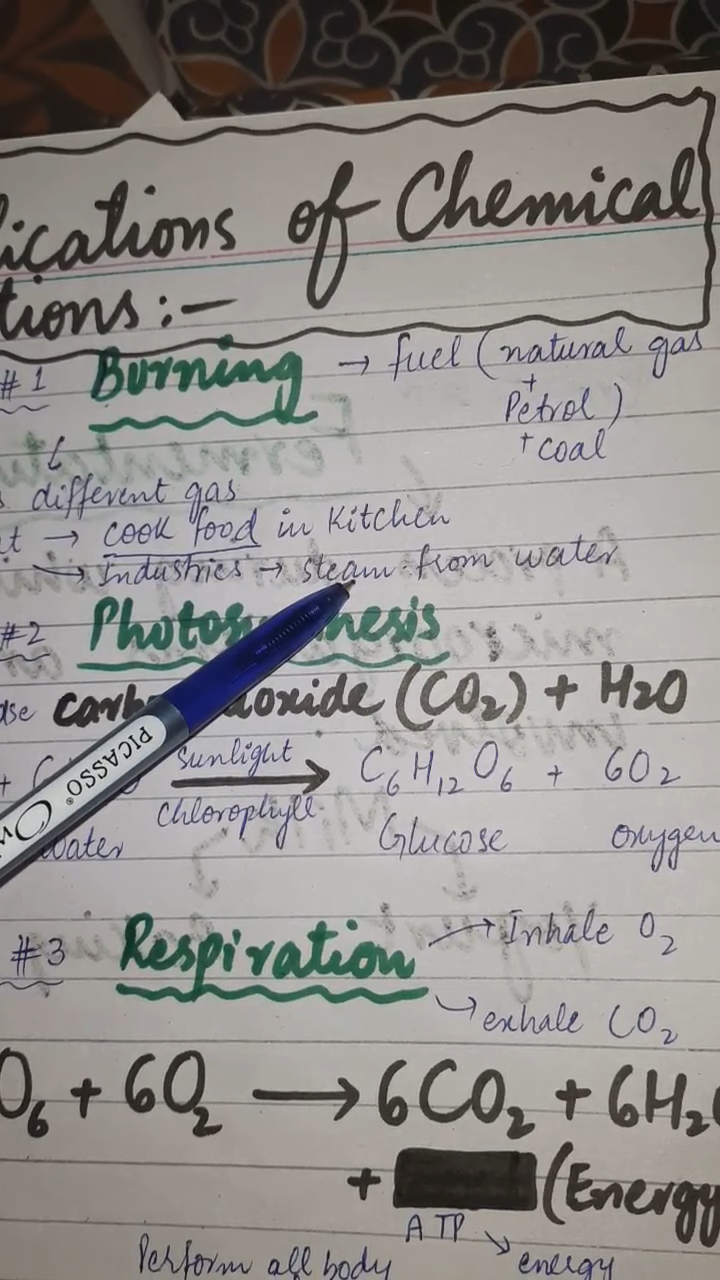 lications of Chemical
tions :-
#1 Burning → fuel (natural gas
+
Petrol)
+ coal
s different gas
at → cook food in Kitchen
→ Industries → steam from water
#2 Photos nesis
use carb oxide (CO2) + H2O
+ C
Sunlight
Chlorophyll
C6H12O6 + 6O2
water Glucose oxygen
PICASSO®
#3 Respiration → Inhale O2
→ exhale CO2
O6 + 6O2 → 6CO2 + 6H2
+ (Energy
ATP → energy
Perform all body